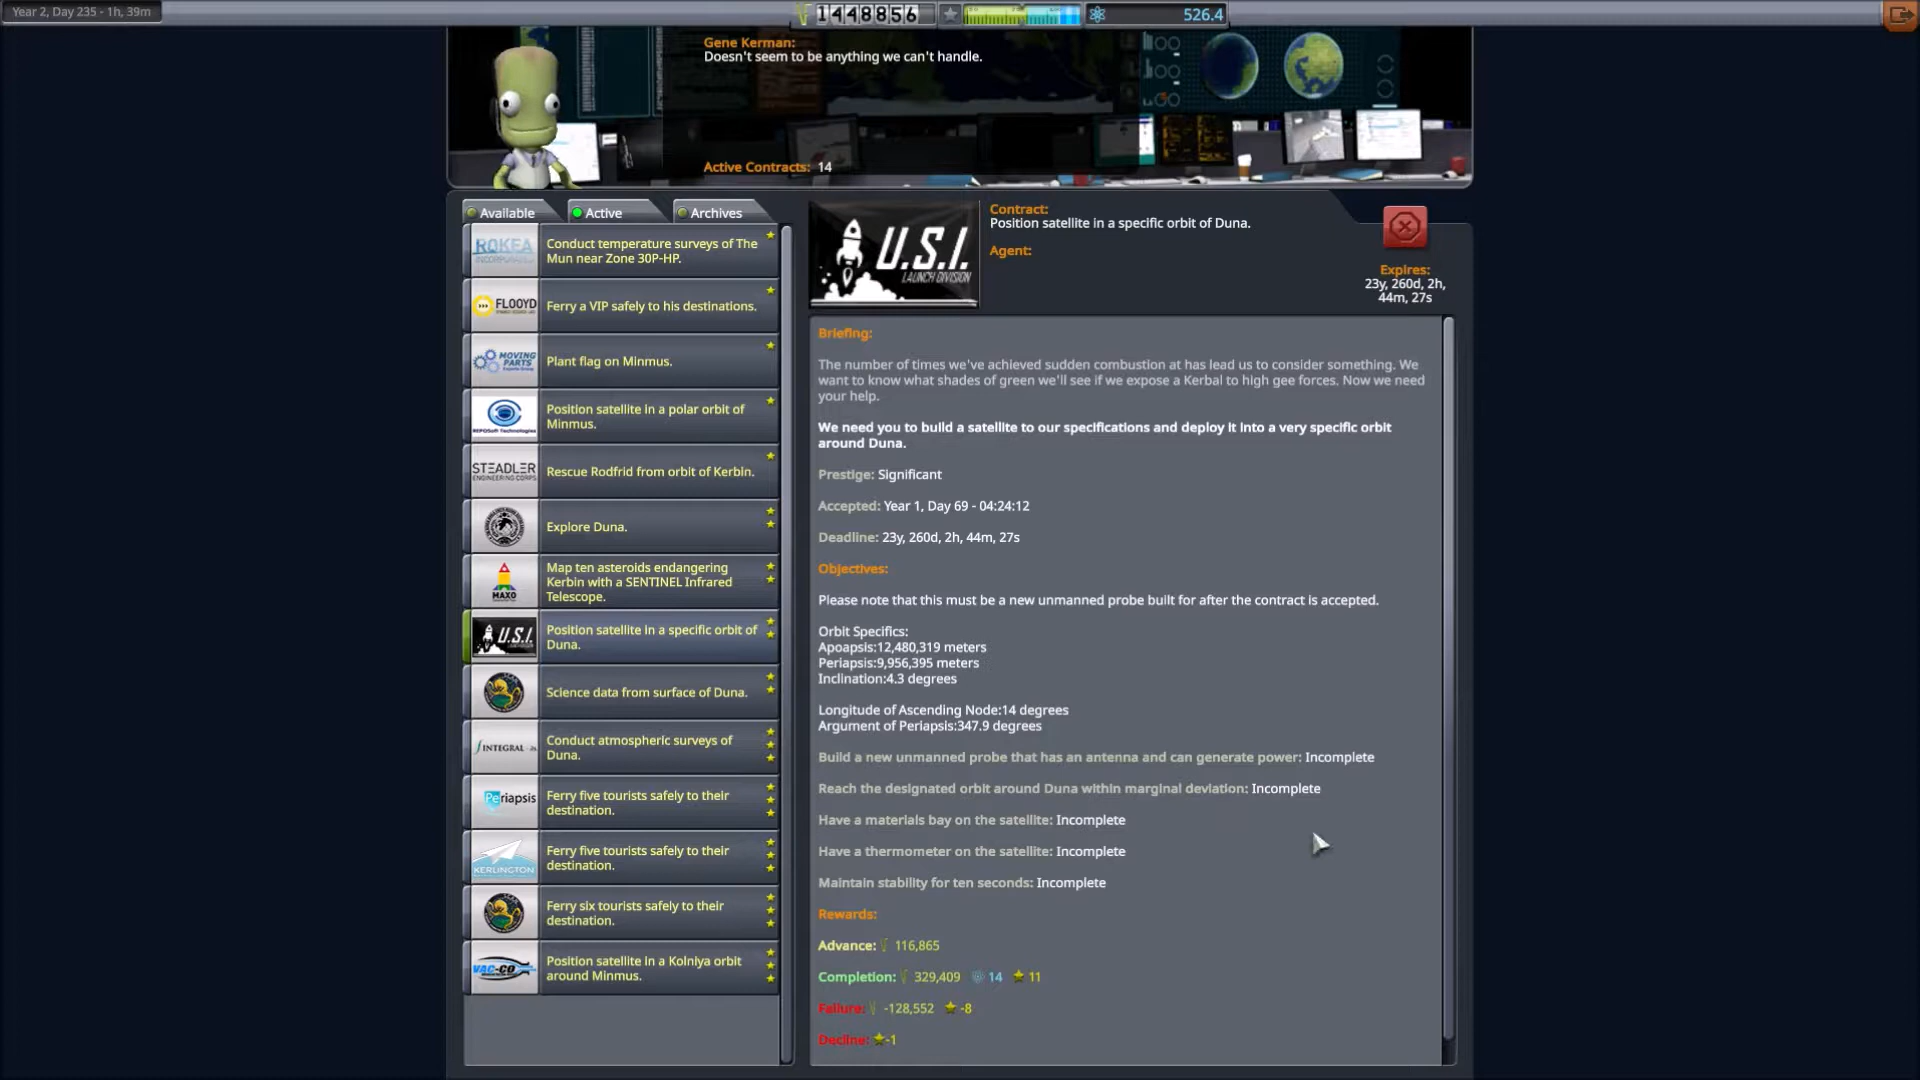 Year 2, Day 235 - 1h, 39m
1448856
526.4
Gene Kerman:
Doesn't seem to be anything we can't handle.
Active Contracts: 14
Available
Active
Archives
ROKEA
INCORPORATED
Conduct temperature surveys of The
Mun near Zone 30P-HP.
FLOOYD
Ferry a VIP safely to his destinations.
MOVING
PARTS
Experts Group
Plant flag on Minmus.
REPOSoft Technologies
Position satellite in a polar orbit of
Minmus.
STEADLER
ENGINEERING CORPS
Rescue Rodfrid from orbit of Kerbin.
Explore Duna.
MAXO
Map ten asteroids endangering
Kerbin with a SENTINEL Infrared
Telescope.
U.S.I.
Position satellite in a specific orbit of
Duna.
Science data from surface of Duna.
INTEGRAL
Conduct atmospheric surveys of
Duna.
Periapsis
Ferry five tourists safely to their
destination.
KERLINGTON
Ferry five tourists safely to their
destination.
Ferry six tourists safely to their
destination.
VAC-CO
Position satellite in a Kolniya orbit
around Minmus.
U.S.I.
LAUNCH DIVISION
Contract:
Position satellite in a specific orbit of Duna.
Agent:
Expires:
23y, 260d, 2h,
44m, 27s
Briefing:
The number of times we've achieved sudden combustion at has lead us to consider something. We
want to know what shades of green we'll see if we expose a Kerbal to high gee forces. Now we need
your help.
We need you to build a satellite to our specifications and deploy it into a very specific orbit
around Duna.
Prestige: Significant
Accepted: Year 1, Day 69 - 04:24:12
Deadline: 23y, 260d, 2h, 44m, 27s
Objectives:
Please note that this must be a new unmanned probe built for after the contract is accepted.
Orbit Specifics:
Apoapsis:12,480,319 meters
Periapsis:9,956,395 meters
Inclination:4.3 degrees
Longitude of Ascending Node:14 degrees
Argument of Periapsis:347.9 degrees
Build a new unmanned probe that has an antenna and can generate power: Incomplete
Reach the designated orbit around Duna within marginal deviation: Incomplete
Have a materials bay on the satellite: Incomplete
Have a thermometer on the satellite: Incomplete
Maintain stability for ten seconds: Incomplete
Rewards:
Advance: 116,865
Completion: 329,409 14 11
Failure: -128,552 -8
Decline: -1